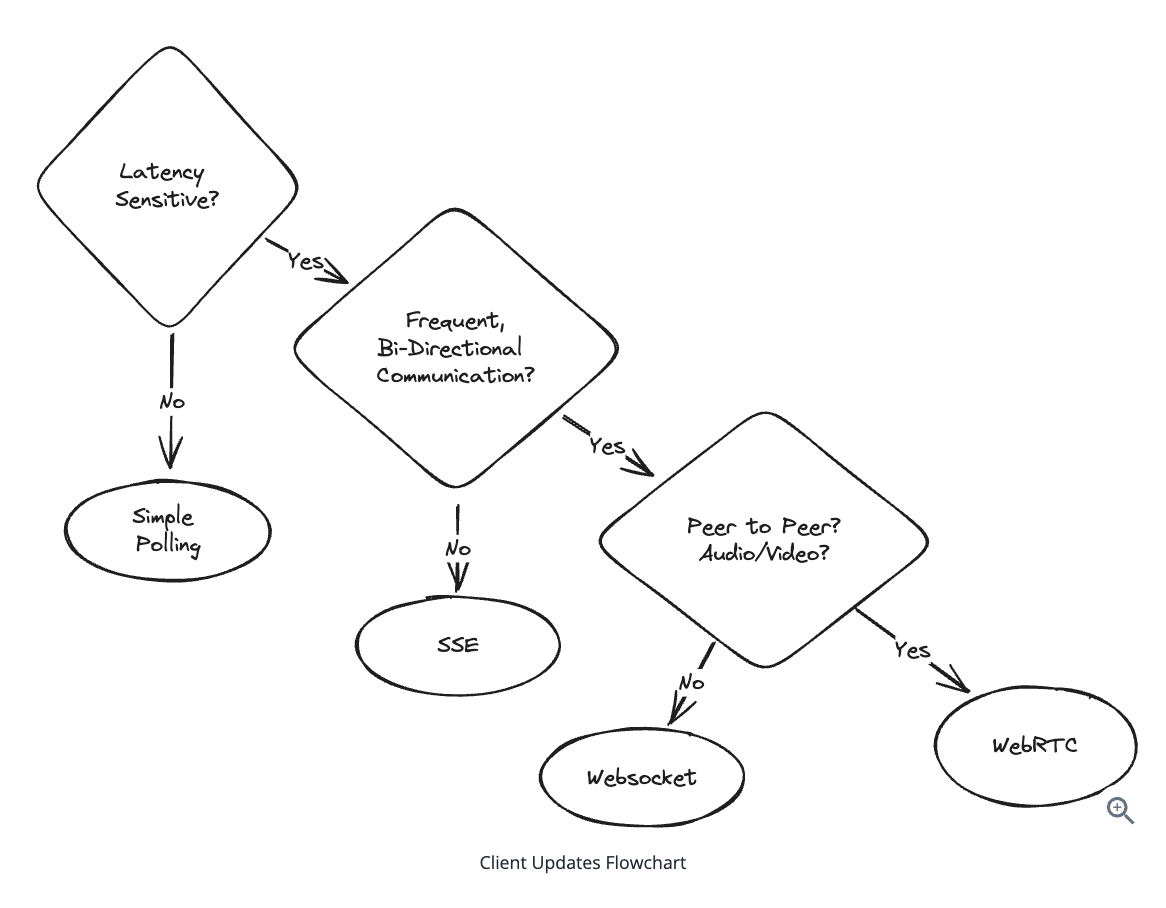 Latency
Sensitive?
Yes
Frequent,
Bi-Directional
Communication?
No
Yes
Simple
Polling
Peer to Peer?
Audio/Video?
No
SSE
No
Yes
Websocket
WebRTC
Client Updates Flowchart